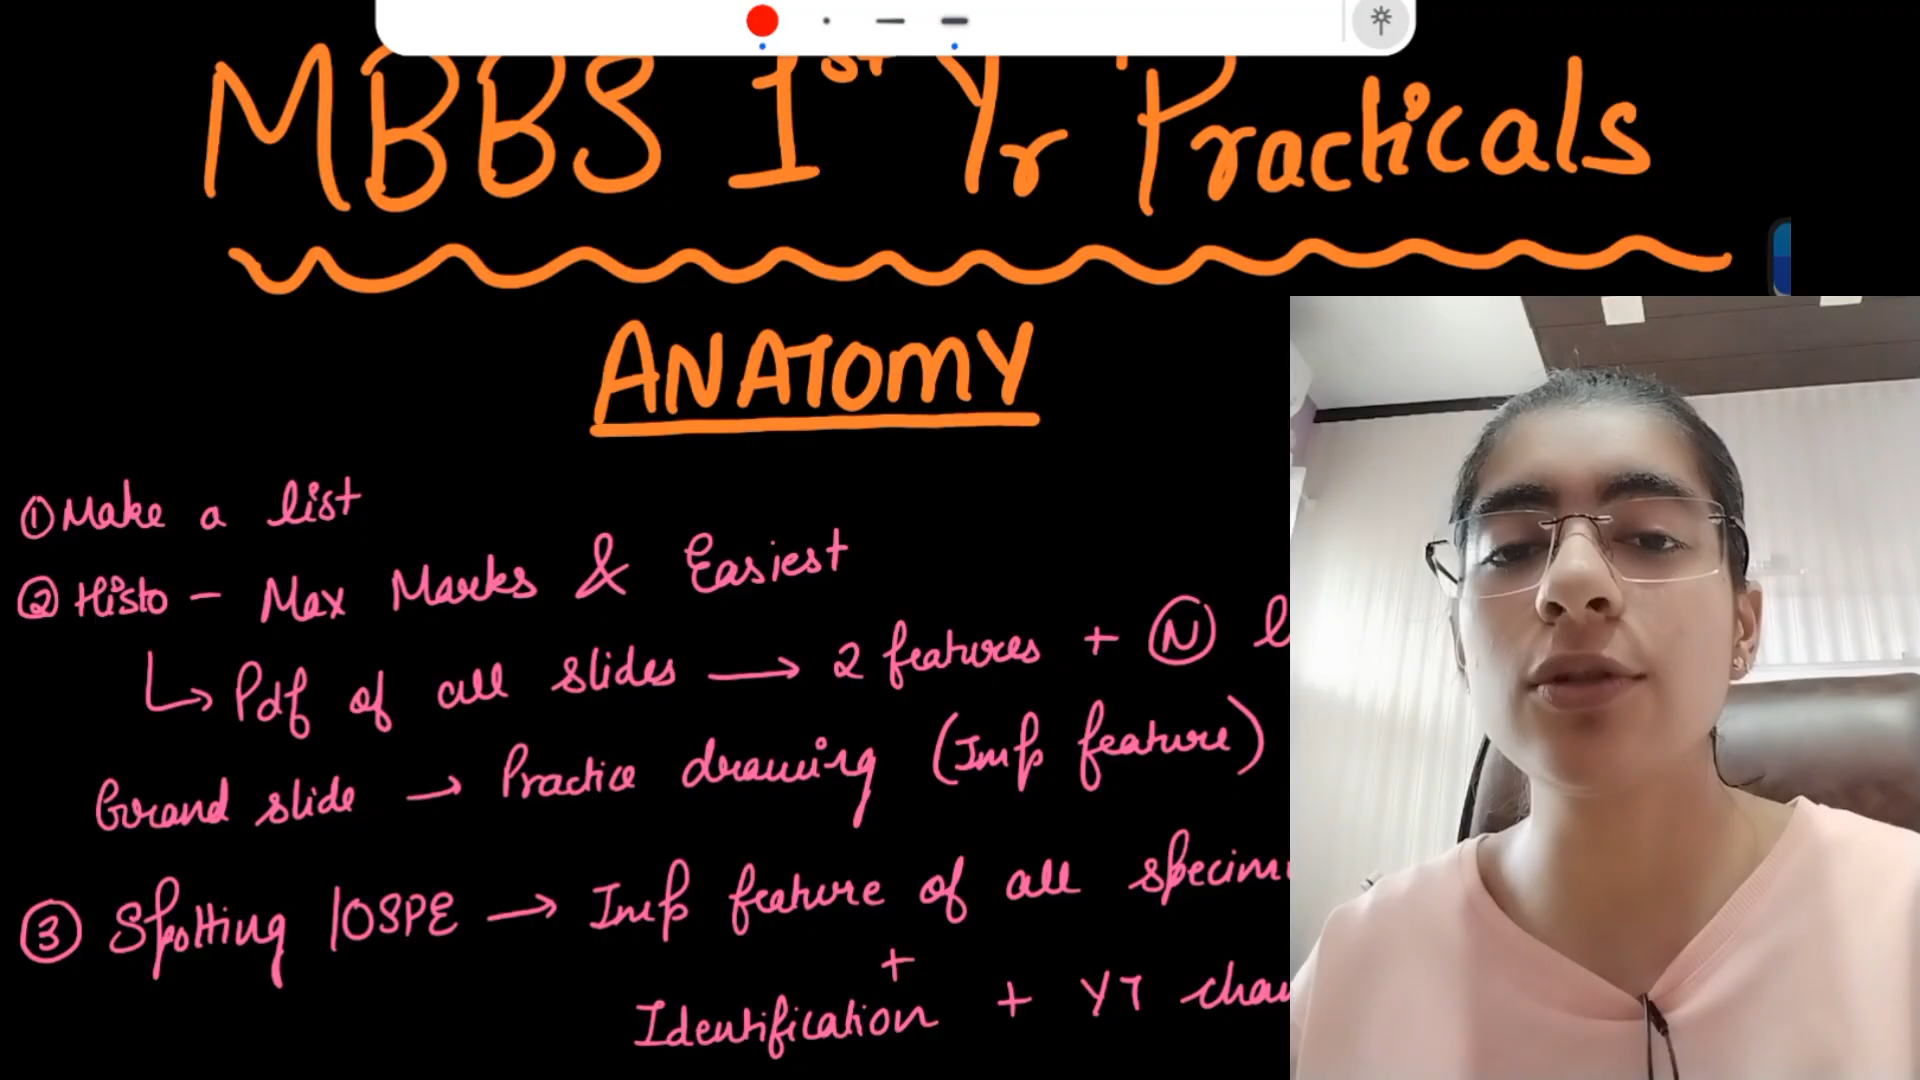 MBBS 1st Yr Practicals
ANATOMY
① Make a list
② Histo - Max Marks & Easiest
↳ Pdf of all slides → 2 features + Ⓝ
Grand slide → Practice drawing (Imp feature)
③ Spotting /OSPE → Imp feature of all
+
Identification + YT